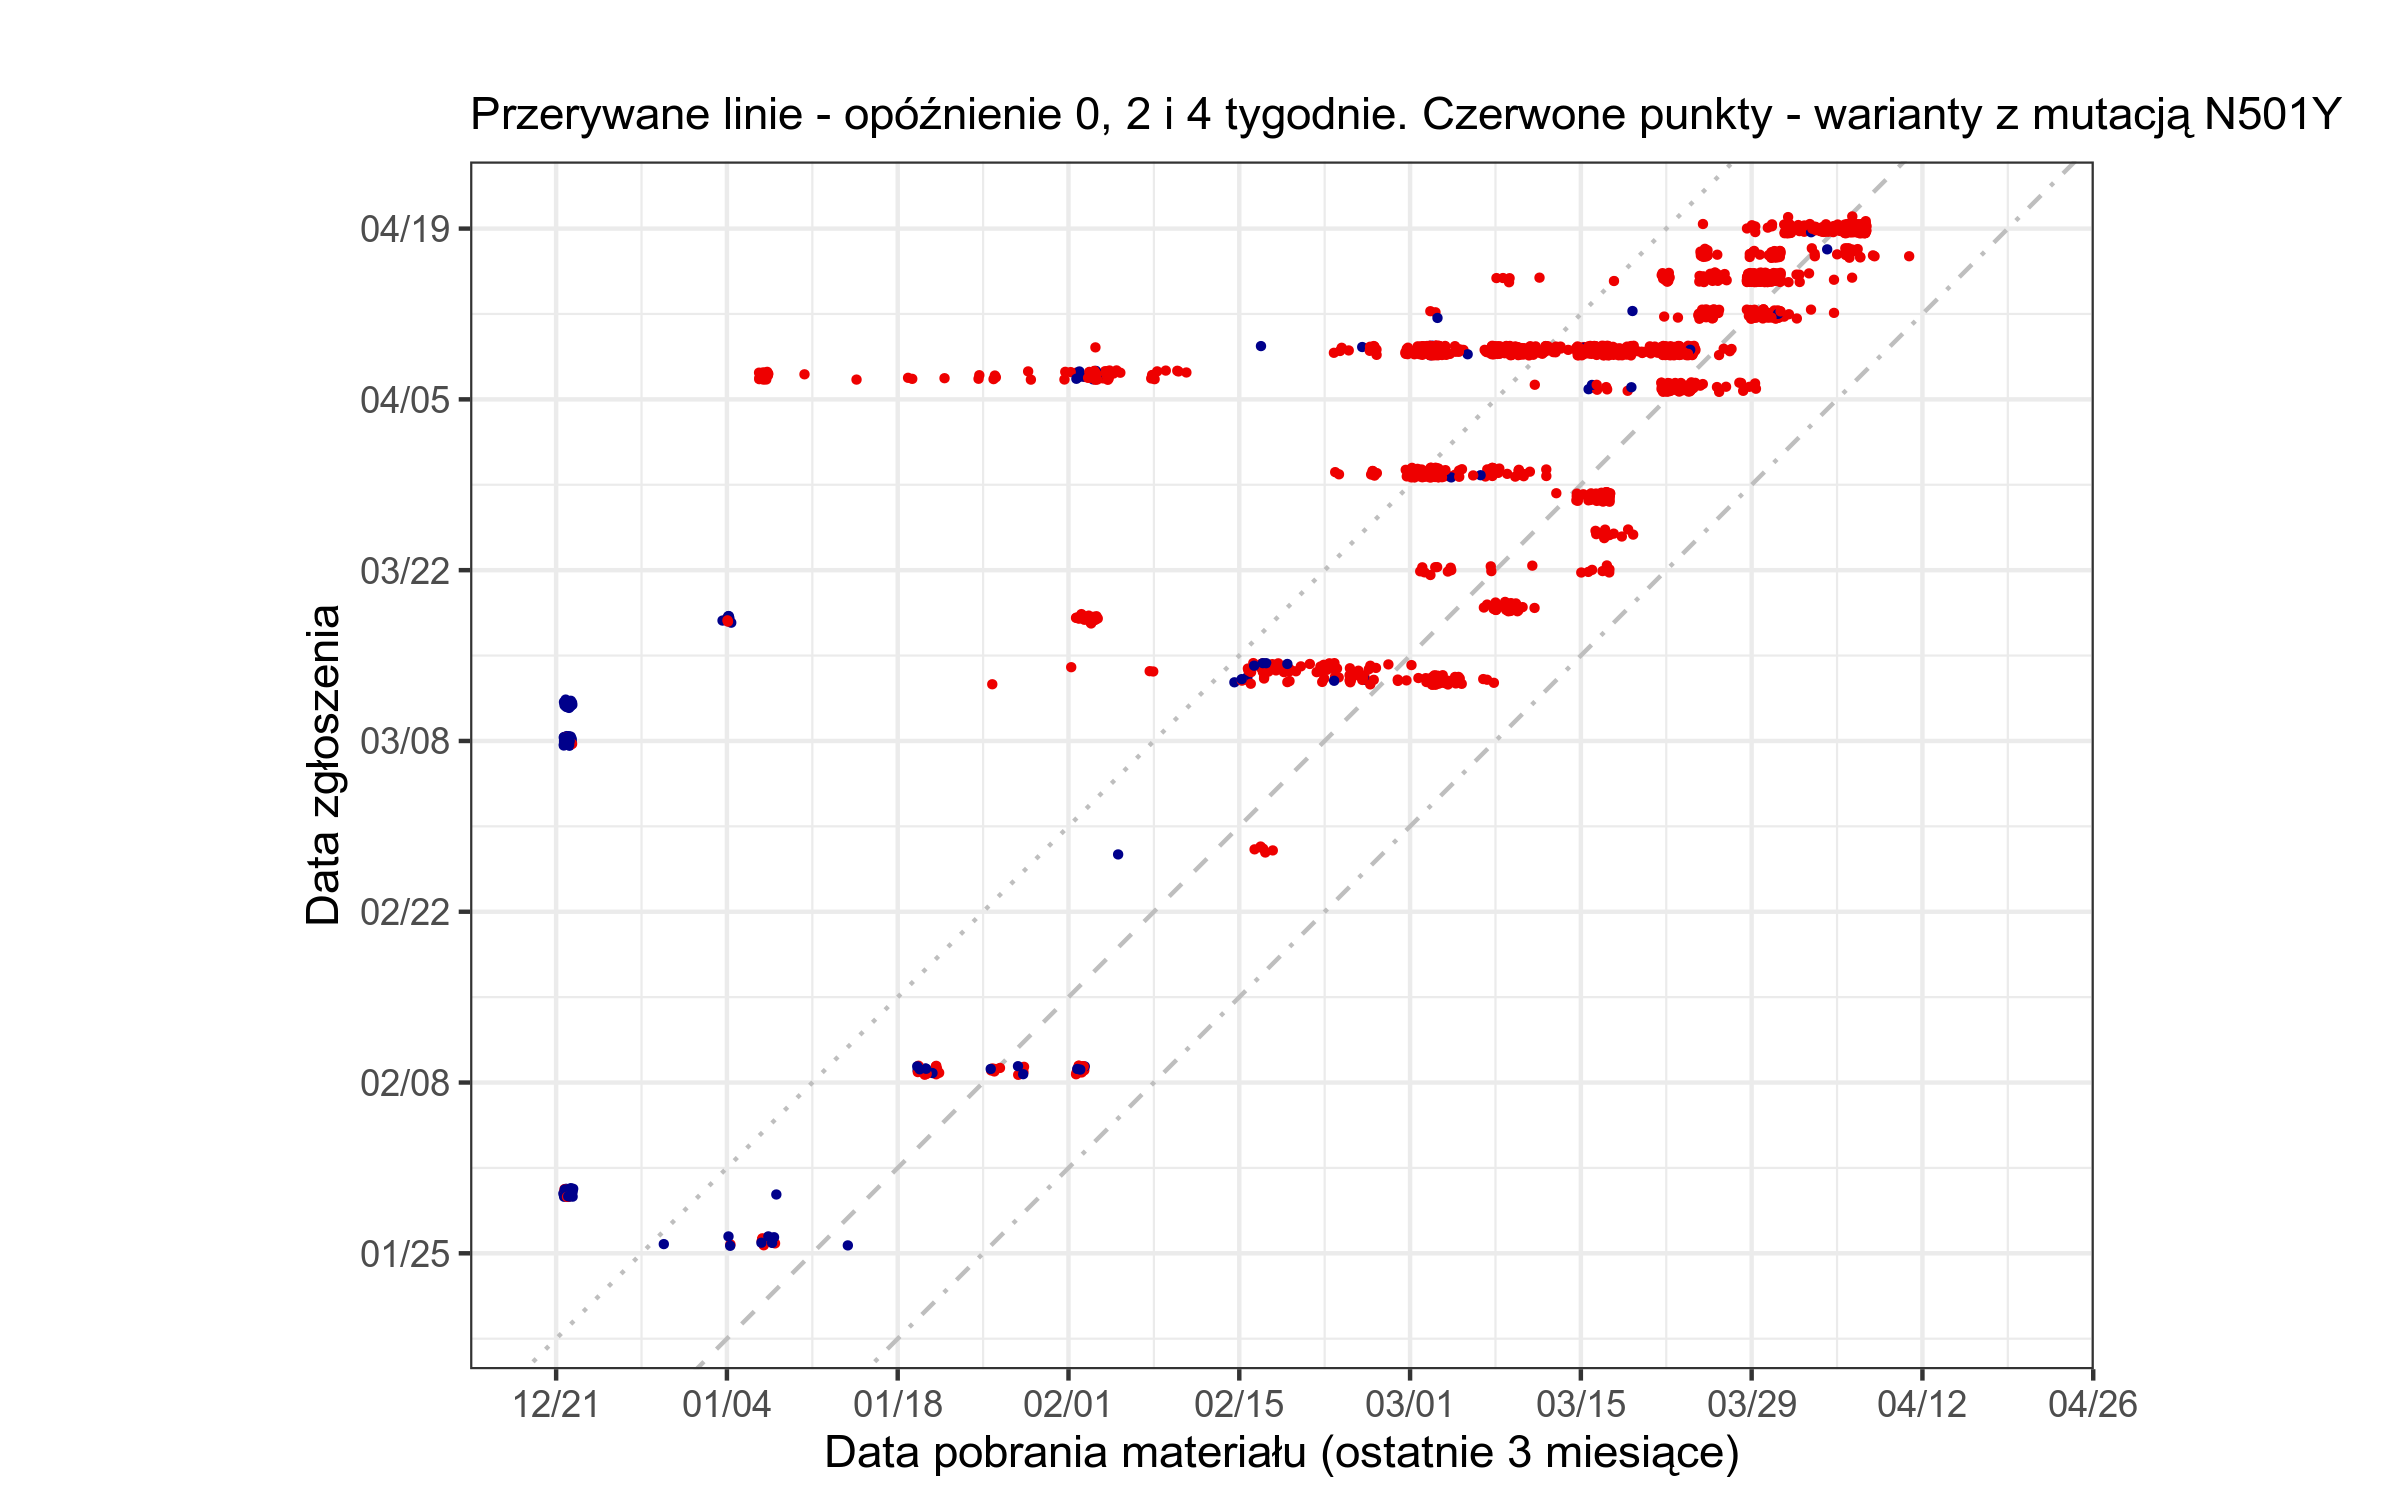 Przerywane linie - opóźnienie 0, 2 i 4 tygodnie. Czerwone punkty - warianty z mutacją N501Y
Data zgłoszenia
04/19
04/05
03/22
03/08
02/22
02/08
01/25
12/21 01/04 01/18 02/01 02/15 03/01 03/15 03/29 04/12 04/26
Data pobrania materiału (ostatnie 3 miesiące)